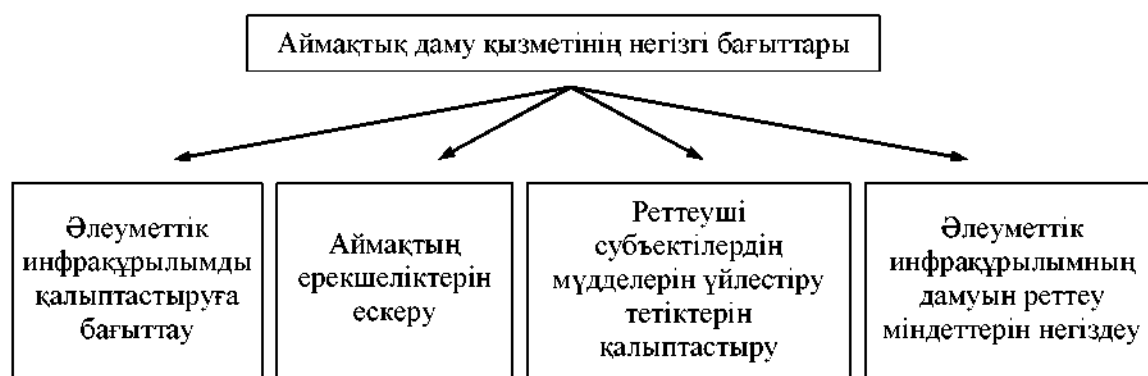 Аймақтық даму қызметінің негізгі бағыттары
Әлеуметтік
инфрақұрылымды
қалыптастыруға
бағыттау
Аймақтың
ерекшеліктерін
ескеру
Реттеуші
субъектілердің
мүдделерін үйлестіру
тетіктерін
қалыптастыру
Әлеуметтік
инфрақұрылымның
дамуын реттеу
міндеттерін негіздеу